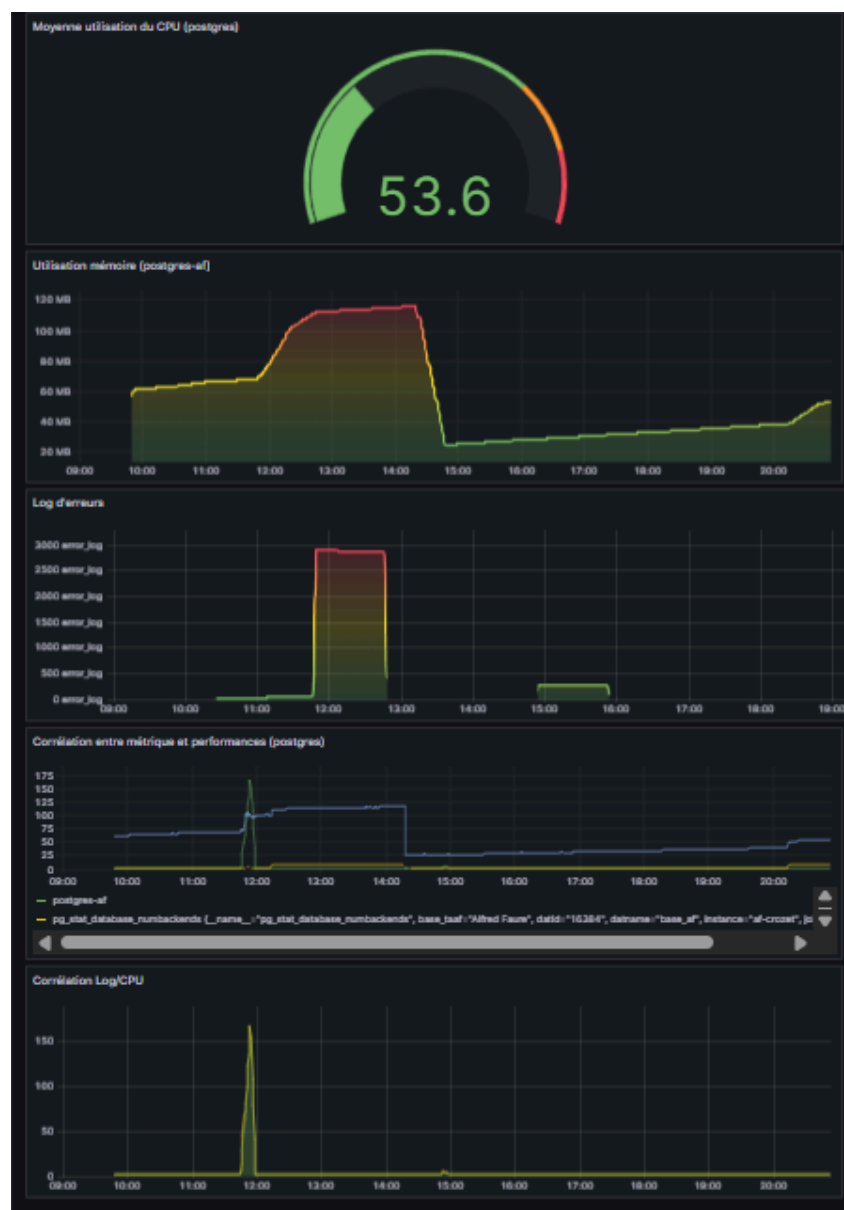 Moyenne utilisation du CPU (postgres)
53.6
Utilisation mémoire (postgres-af)
120 MB
100 MB
80 MB
60 MB
40 MB
20 MB
09:00 10:00 11:00 12:00 13:00 14:00 15:00 16:00 17:00 18:00 19:00 20:00
Log d'erreurs
3000 error_log
2500 error_log
2000 error_log
1500 error_log
1000 error_log
500 error_log
0 error_log
09:00 10:00 11:00 12:00 13:00 14:00 15:00 16:00 17:00 18:00 19:00
Corrélation entre métrique et performances (postgres)
175
150
125
100
75
50
25
0
09:00 10:00 11:00 12:00 13:00 14:00 15:00 16:00 17:00 18:00 19:00 20:00
postgres-af
pg_stat_database_numbackends {__name__="pg_stat_database_numbackends", base_taaf="Alfred Faure", datid="16384", datname="base_af", instance="af-crozet", jo
Corrélation Log/CPU
150
100
50
0
09:00 10:00 11:00 12:00 13:00 14:00 15:00 16:00 17:00 18:00 19:00 20:00